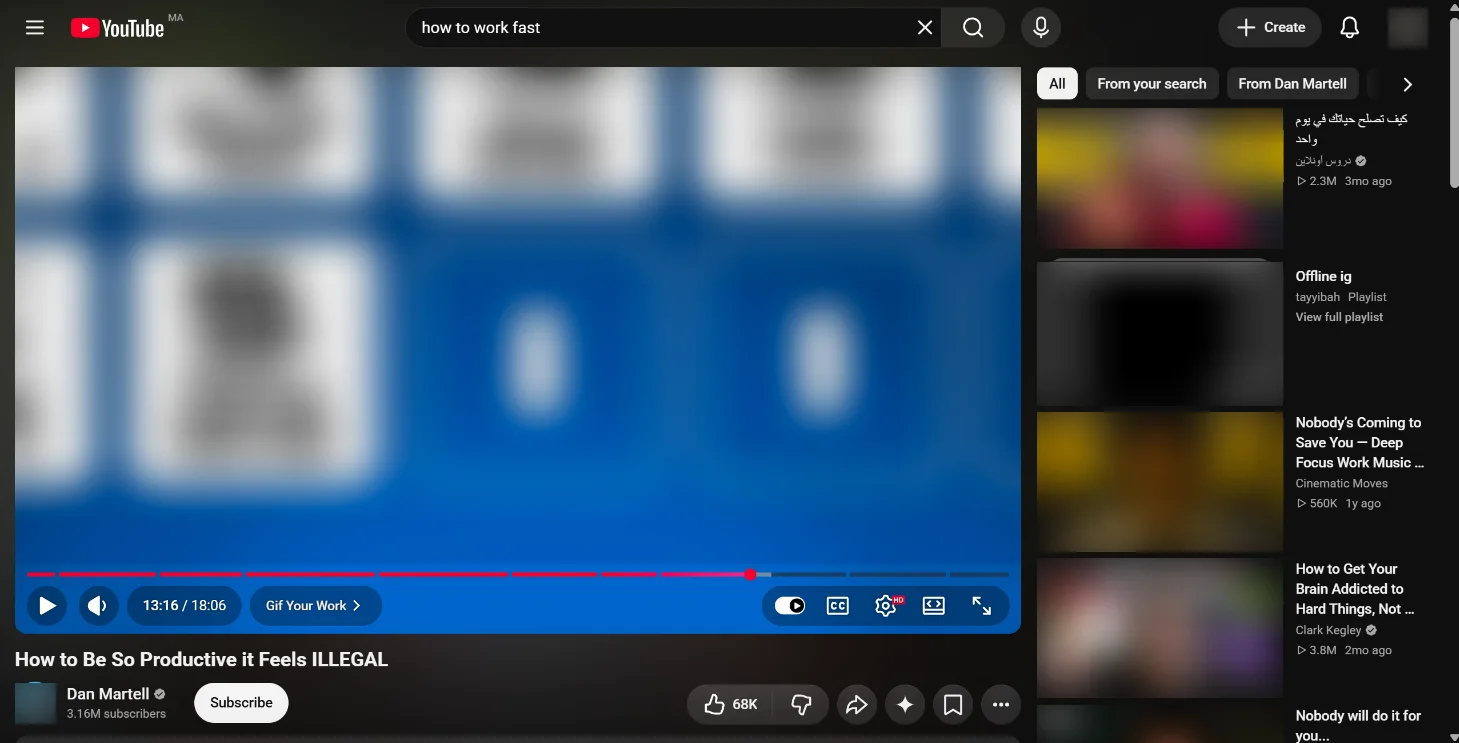 YouTube MA
how to work fast
Create
All
From your search
From Dan Martell
كيف تصلح حياتك في يوم
واحد
دروس اونلاين
2.3M 3mo ago
Offline ig
tayyibah Playlist
View full playlist
Nobody's Coming to
Save You — Deep
Focus Work Music ...
Cinematic Moves
560K 1y ago
How to Get Your
Brain Addicted to
Hard Things, Not ...
Clark Kegley
3.8M 2mo ago
Nobody will do it for
you...
13:16 / 18:06
Gif Your Work
CC
HD
How to Be So Productive it Feels ILLEGAL
Dan Martell
3.16M subscribers
Subscribe
68K